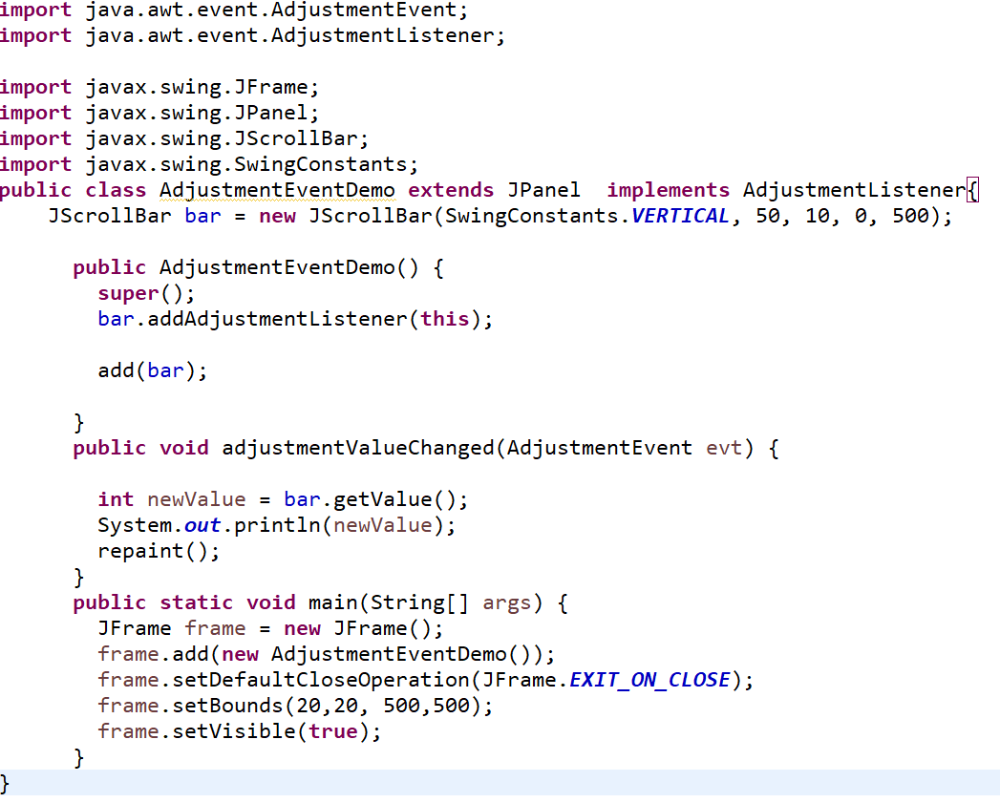 import java.awt.event.AdjustmentEvent;
import java.awt.event.AdjustmentListener;

import javax.swing.JFrame;
import javax.swing.JPanel;
import javax.swing.JScrollBar;
import javax.swing.SwingConstants;
public class AdjustmentEventDemo extends JPanel  implements AdjustmentListener{
    JScrollBar bar = new JScrollBar(SwingConstants.VERTICAL, 50, 10, 0, 500);

      public AdjustmentEventDemo() {
        super();
        bar.addAdjustmentListener(this);

        add(bar);

      }
      public void adjustmentValueChanged(AdjustmentEvent evt) {

        int newValue = bar.getValue();
        System.out.println(newValue);
        repaint();
      }
      public static void main(String[] args) {
        JFrame frame = new JFrame();
        frame.add(new AdjustmentEventDemo());
        frame.setDefaultCloseOperation(JFrame.EXIT_ON_CLOSE);
        frame.setBounds(20,20, 500,500);
        frame.setVisible(true);
      }
}